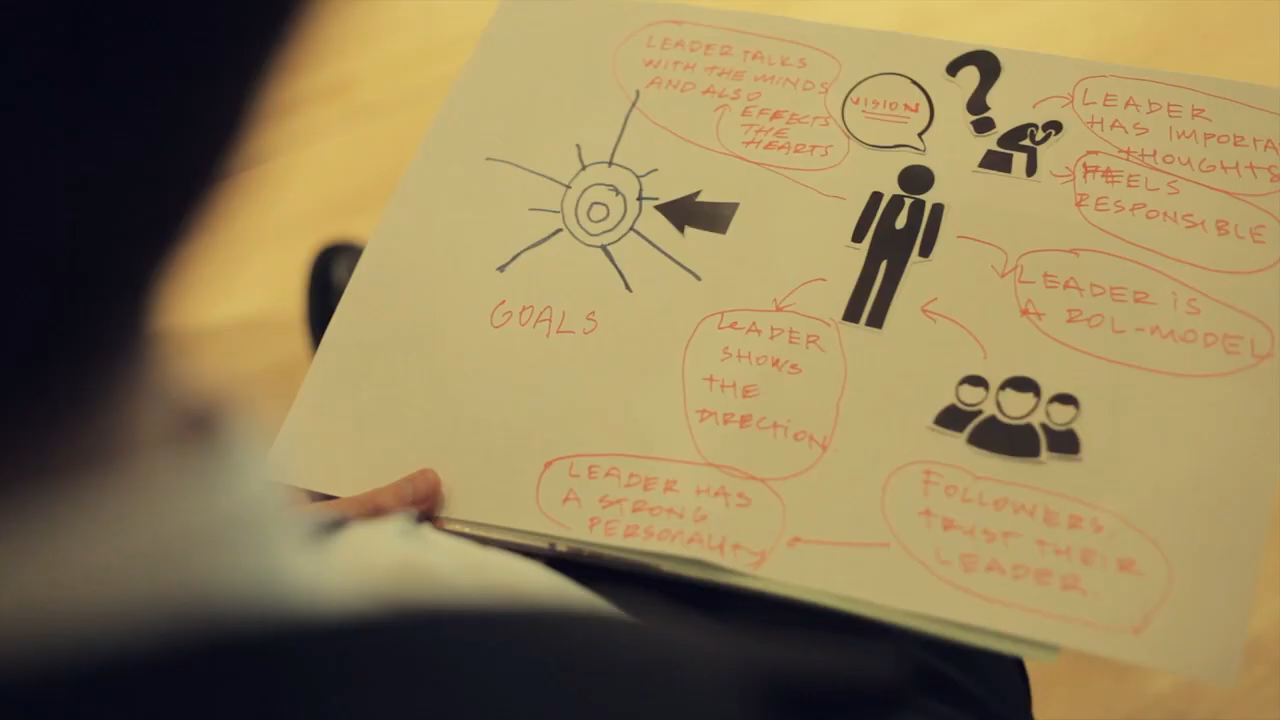 LEADER TALKS
WITH THE MINDS
AND ALSO
EFFECTS
THE
HEARTS
VISION
LEADER
HAS IMPORTA
THOUGHTS
FEELS
RESPONSIBLE
GOALS
LEADER
SHOWS
THE
DIRECTION
LEADER IS
A ROL-MODEL
LEADER HAS
A STRONG
PERSONALITY
FOLLOWERS
TRUST THEIR
LEADER